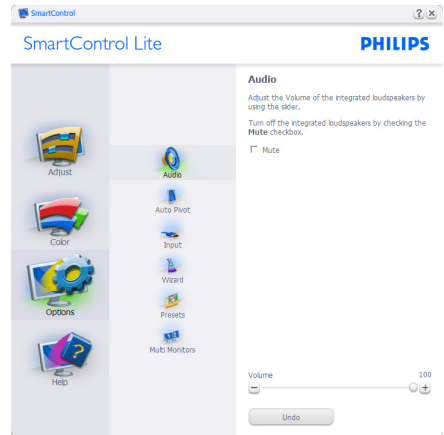 SmartControl
SmartControl Lite
PHILIPS
Adjust
Color
Options
Help
Audio
Auto Pivot
Input
Wizard
Presets
Multi Monitors
Audio
Adjust the Volume of the integrated loudspeakers by
using the slider.
Turn off the integrated loudspeakers by checking the
Mute checkbox.
Mute
Volume 100
Undo